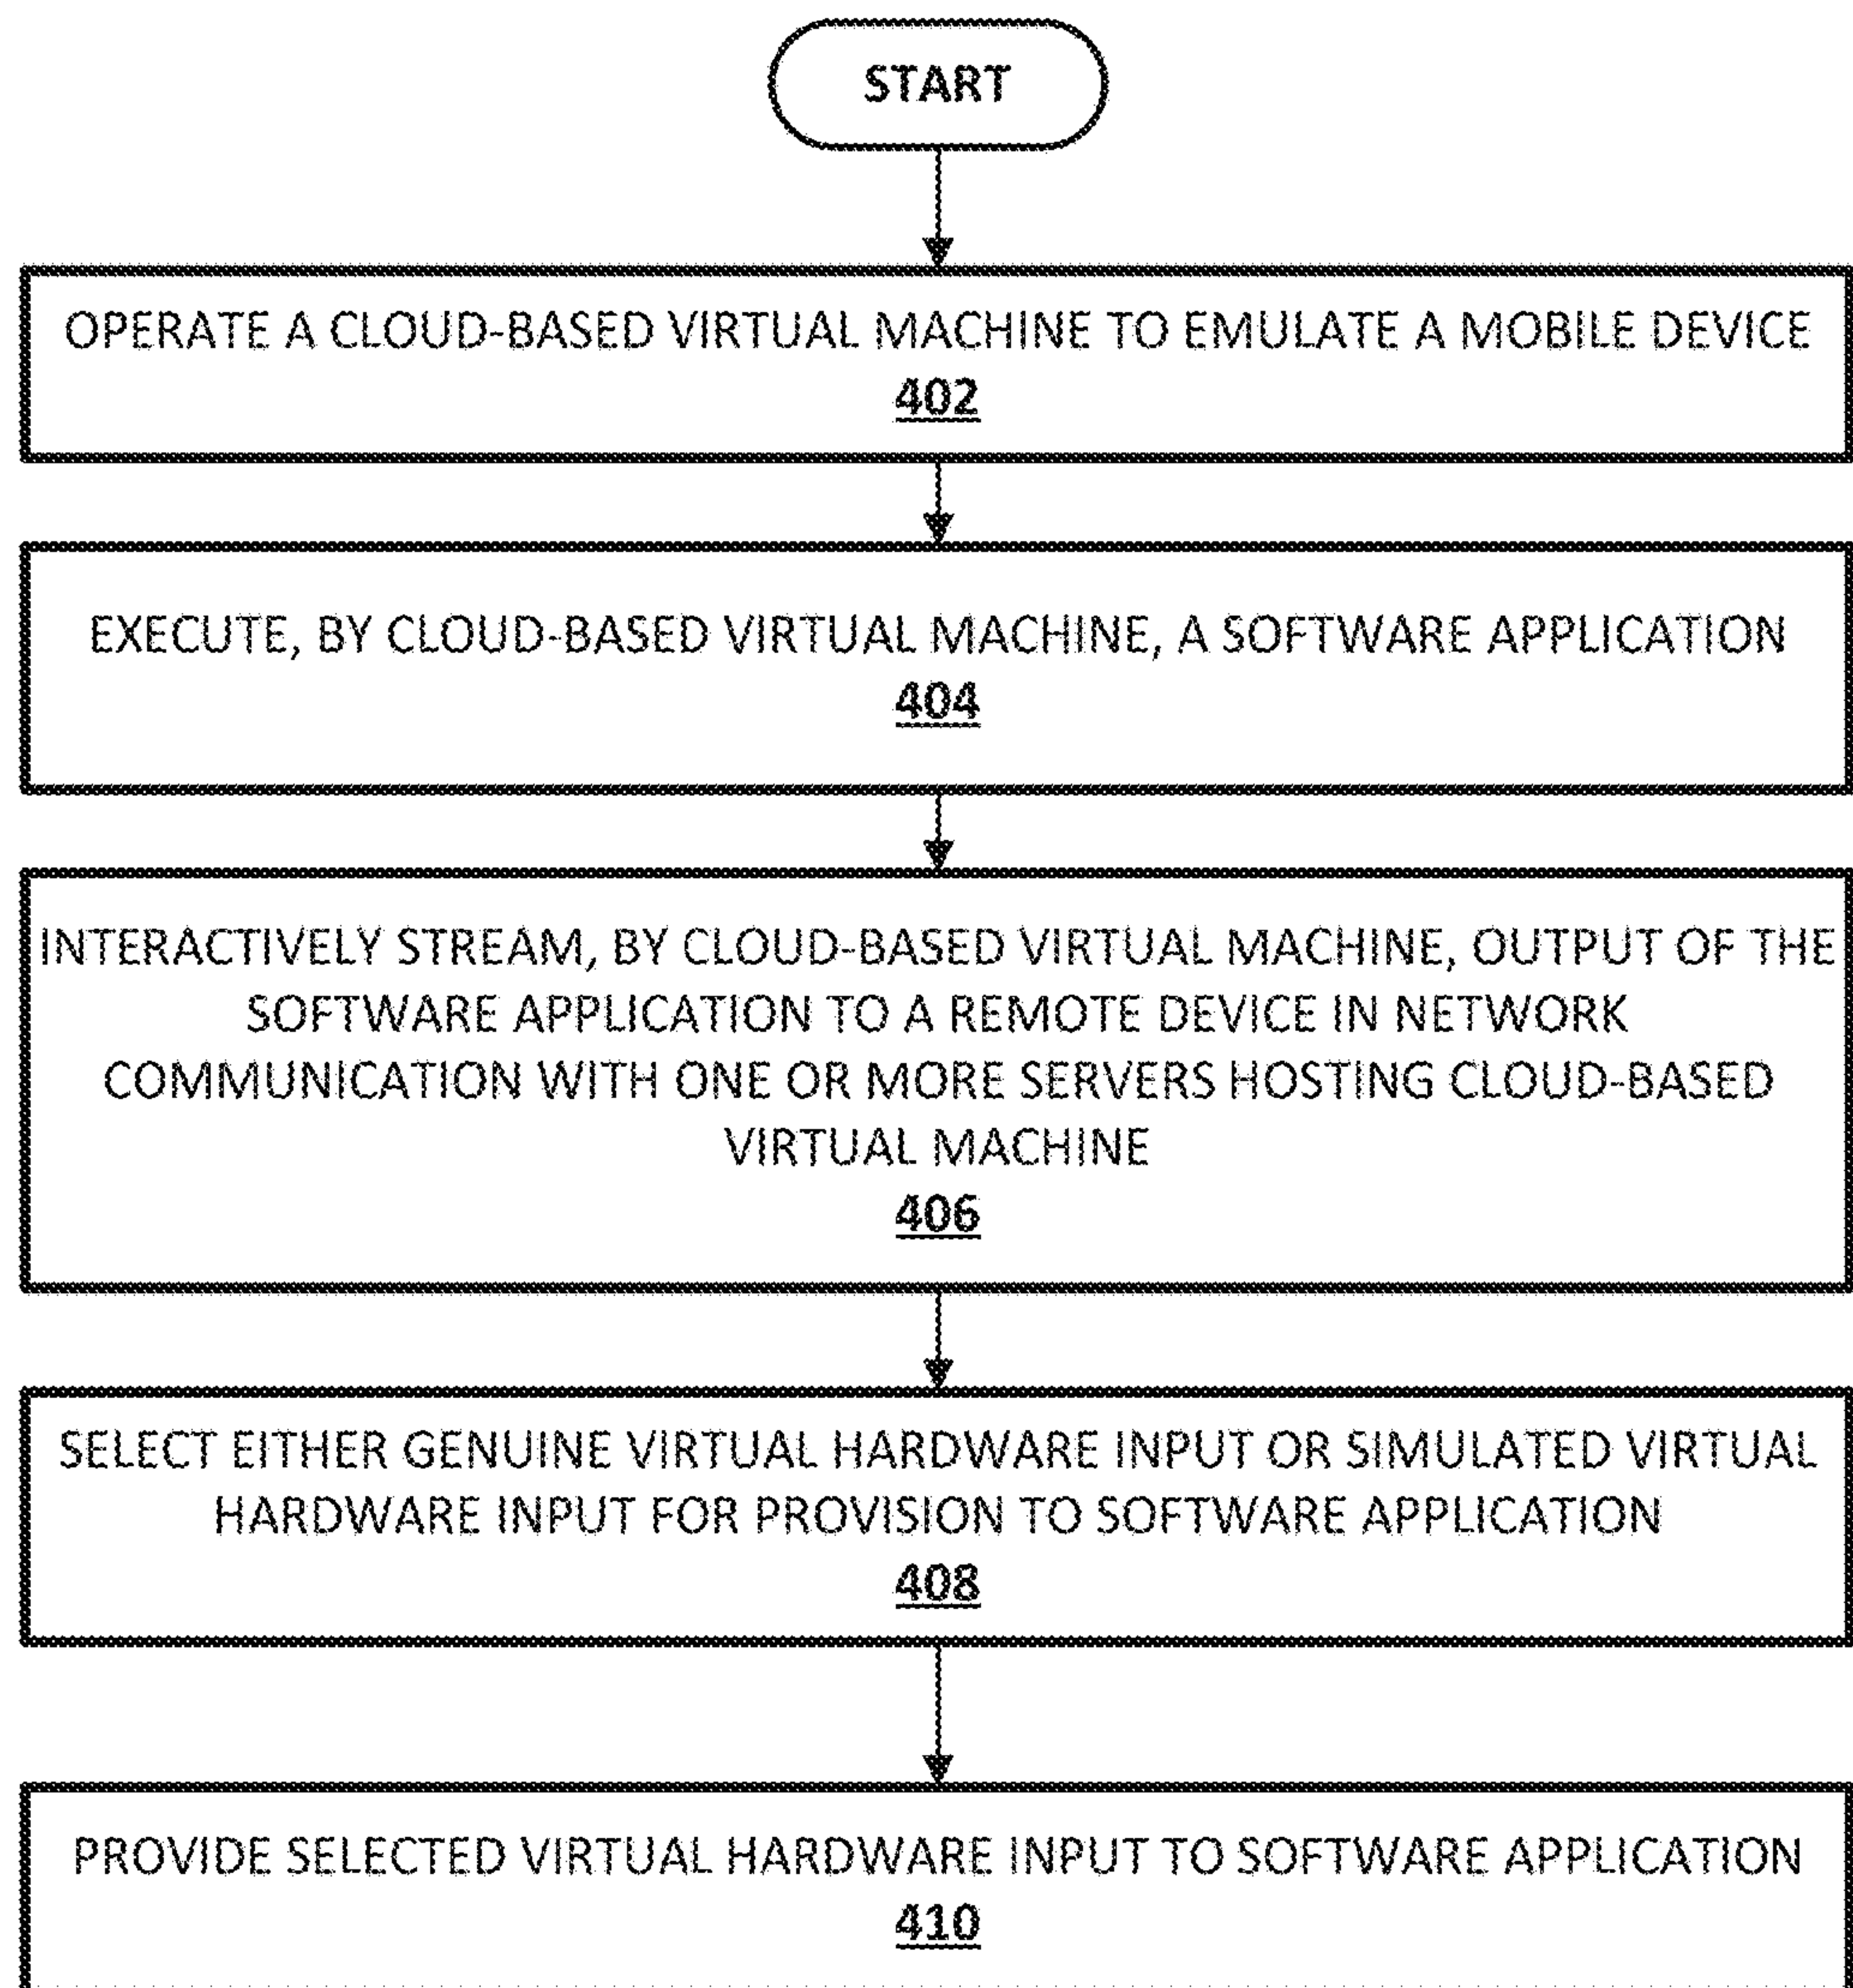 START
OPERATE A CLOUD-BASED VIRTUAL MACHINE TO EMULATE A MOBILE DEVICE
402
EXECUTE, BY CLOUD-BASED VIRTUAL MACHINE, A SOFTWARE APPLICATION
404
INTERACTIVELY STREAM, BY CLOUD-BASED VIRTUAL MACHINE, OUTPUT OF THE
SOFTWARE APPLICATION TO A REMOTE DEVICE IN NETWORK
COMMUNICATION WITH ONE OR MORE SERVERS HOSTING CLOUD-BASED
VIRTUAL MACHINE
406
SELECT EITHER GENUINE VIRTUAL HARDWARE INPUT OR SIMULATED VIRTUAL
HARDWARE INPUT FOR PROVISION TO SOFTWARE APPLICATION
408
PROVIDE SELECTED VIRTUAL HARDWARE INPUT TO SOFTWARE APPLICATION
410